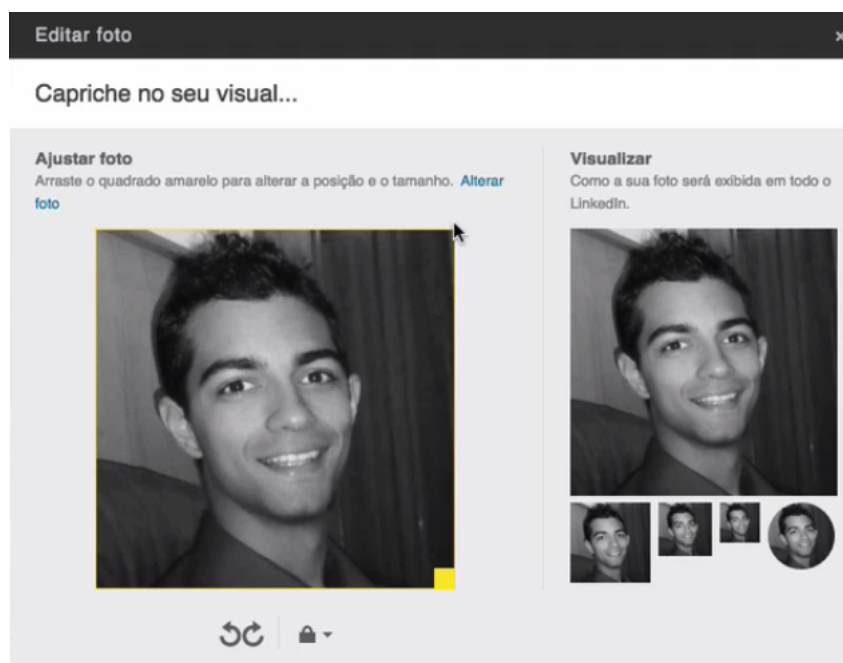 Editar foto
Capriche no seu visual...
Ajustar foto
Arraste o quadrado amarelo para alterar a posição e o tamanho. Alterar
foto
Visualizar
Como a sua foto será exibida em todo o
LinkedIn.